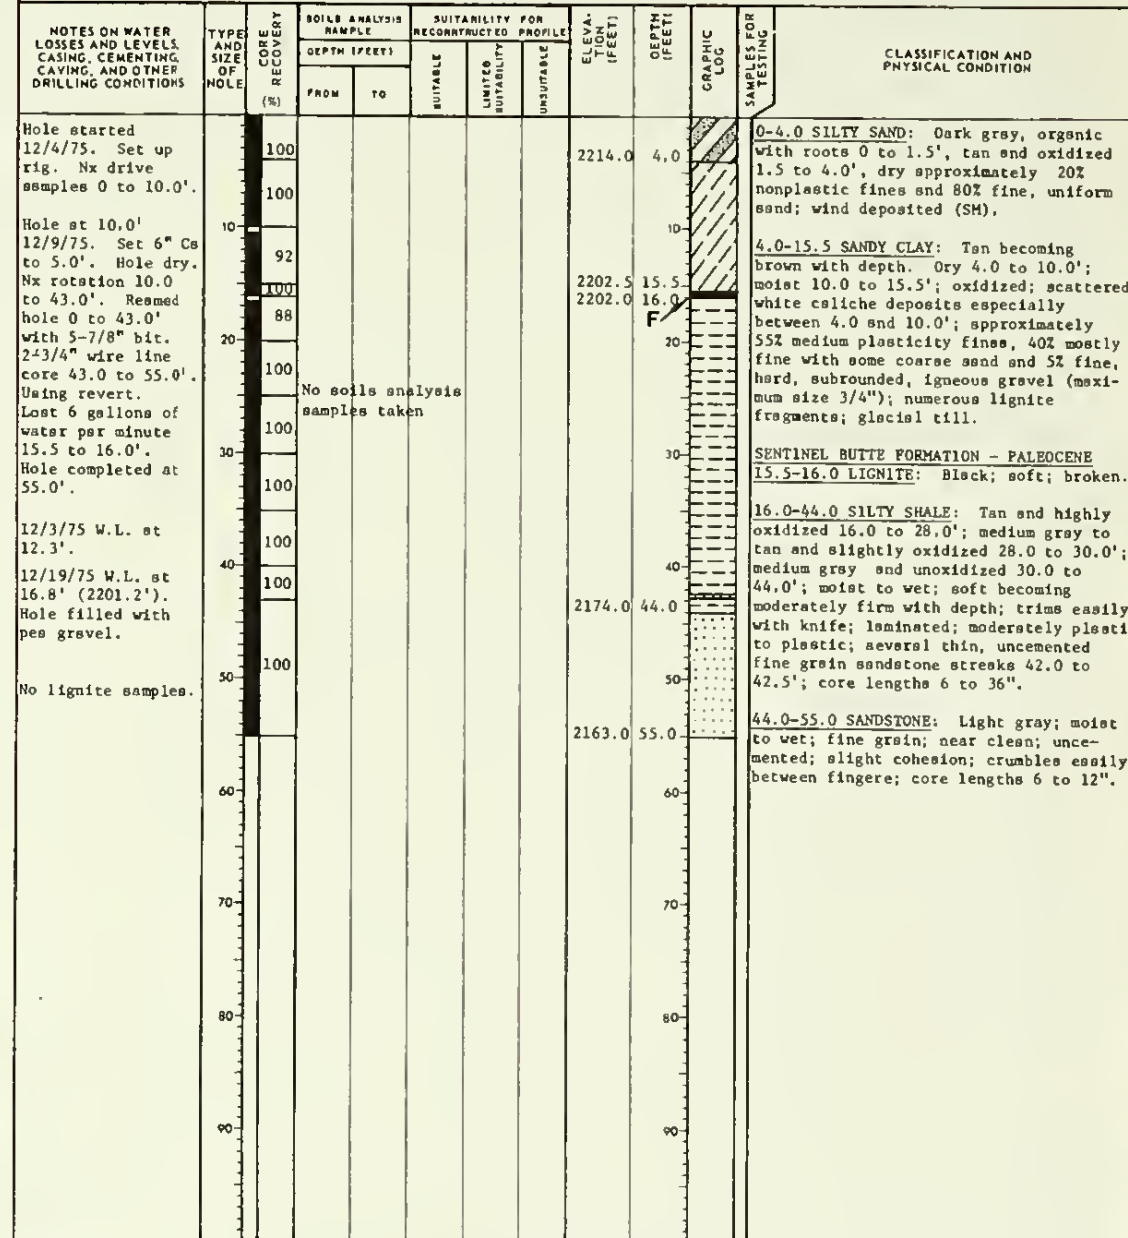 NOTES ON WATER
LOSSES AND LEVELS,
CASING, CEMENTING,
CAVING, AND OTHER
DRILLING CONDITIONS
TYPE
AND
SIZE
OF
HOLE
CORE
RECOVERY
(%)
SOILS ANALYSIS
SAMPLE
DEPTH (FEET)
FROM
TO
SUITABILITY FOR
RECONSTRUCTED PROFILE
SUITABLE
LIMITED
SUITABILITY
UNSUITABLE
ELEVA-
TION
(FEET)
DEPTH
(FEET)
GRAPHIC
LOG
SAMPLES FOR
TESTING
CLASSIFICATION AND
PHYSICAL CONDITION
Hole started
12/4/75. Set up
rig. Nx drive
samples 0 to 10.0'.
Hole at 10.0'
12/9/75. Set 6" Cs
to 5.0'. Hole dry.
Nx rotation 10.0
to 43.0'. Reamed
hole 0 to 43.0'
with 5-7/8" bit.
2-3/4" wire line
core 43.0 to 55.0'.
Using revert.
Lost 6 gallons of
water per minute
15.5 to 16.0'.
Hole completed at
55.0'.
12/3/75 W.L. at
12.3'.
12/19/75 W.L. at
16.8' (2201.2').
Hole filled with
pea gravel.
No lignite samples.
10
20
30
40
50
60
70
80
90
100
100
92
100
88
100
100
100
100
100
100
No soils analysis
samples taken
2214.0 4.0
2202.5 15.5
2202.0 16.0
F
2174.0 44.0
2163.0 55.0
10
20
30
40
50
60
70
80
90
0-4.0 SILTY SAND: Dark gray, organic
with roots 0 to 1.5', tan and oxidized
1.5 to 4.0', dry approximately 20%
nonplastic fines and 80% fine, uniform
sand; wind deposited (SM).
4.0-15.5 SANDY CLAY: Tan becoming
brown with depth. Dry 4.0 to 10.0';
moist 10.0 to 15.5'; oxidized; scattered
white caliche deposits especially
between 4.0 and 10.0'; approximately
55% medium plasticity fines, 40% mostly
fine with some coarse sand and 5% fine,
hard, subrounded, igneous gravel (maxi-
mum size 3/4"); numerous lignite
fragments; glacial till.
SENTINEL BUTTE FORMATION - PALEOCENE
15.5-16.0 LIGNITE: Black; soft; broken.
16.0-44.0 SILTY SHALE: Tan and highly
oxidized 16.0 to 28.0'; medium gray to
tan and slightly oxidized 28.0 to 30.0';
medium gray and unoxidized 30.0 to
44.0'; moist to wet; soft becoming
moderately firm with depth; trims easily
with knife; laminated; moderately plasti
to plastic; several thin, uncemented
fine grain sandstone streaks 42.0 to
42.5'; core lengths 6 to 36".
44.0-55.0 SANDSTONE: Light gray; moist
to wet; fine grain; near clean; unce-
mented; slight cohesion; crumbles easily
between fingers; core lengths 6 to 12".